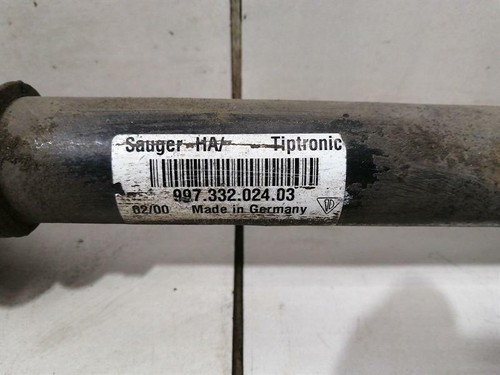 Sauger HA/ Tiptronic
997.332.024.03
02/00 Made in Germany